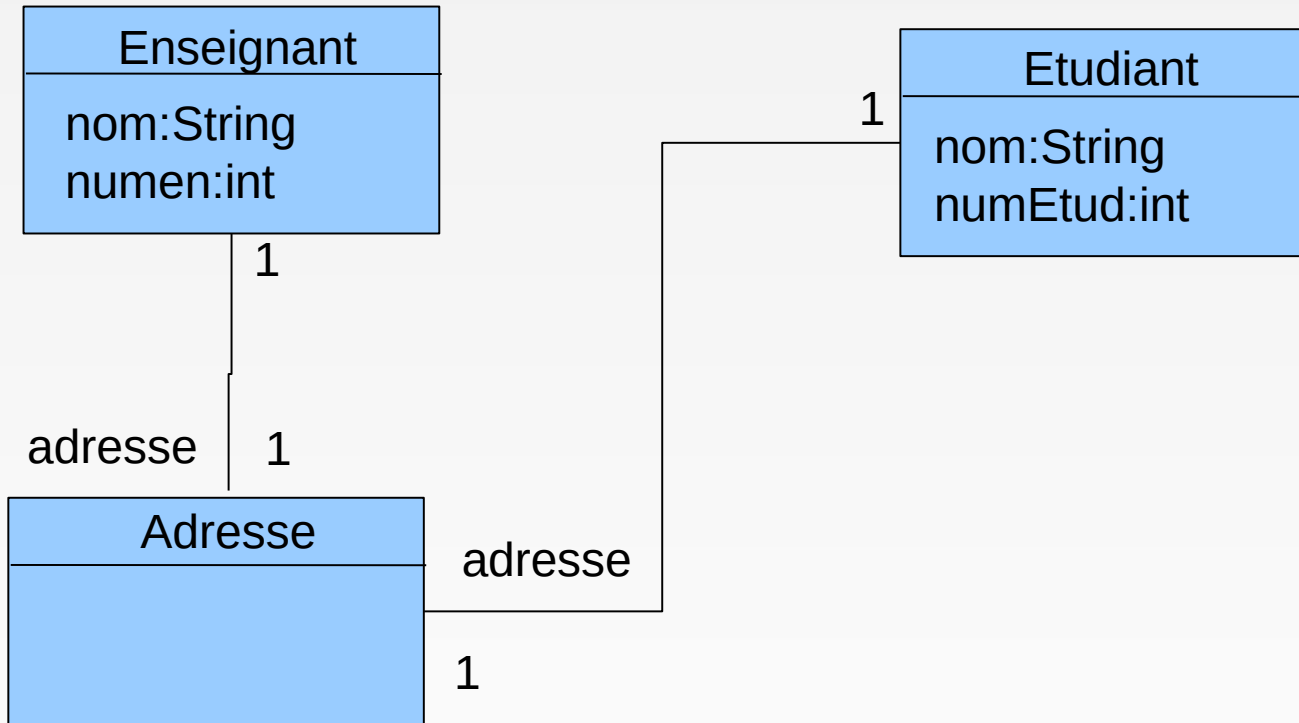 Enseignant
nom:String
numen:int
1
adresse
1
Adresse
Etudiant
nom:String
numEtud:int
1
adresse
1